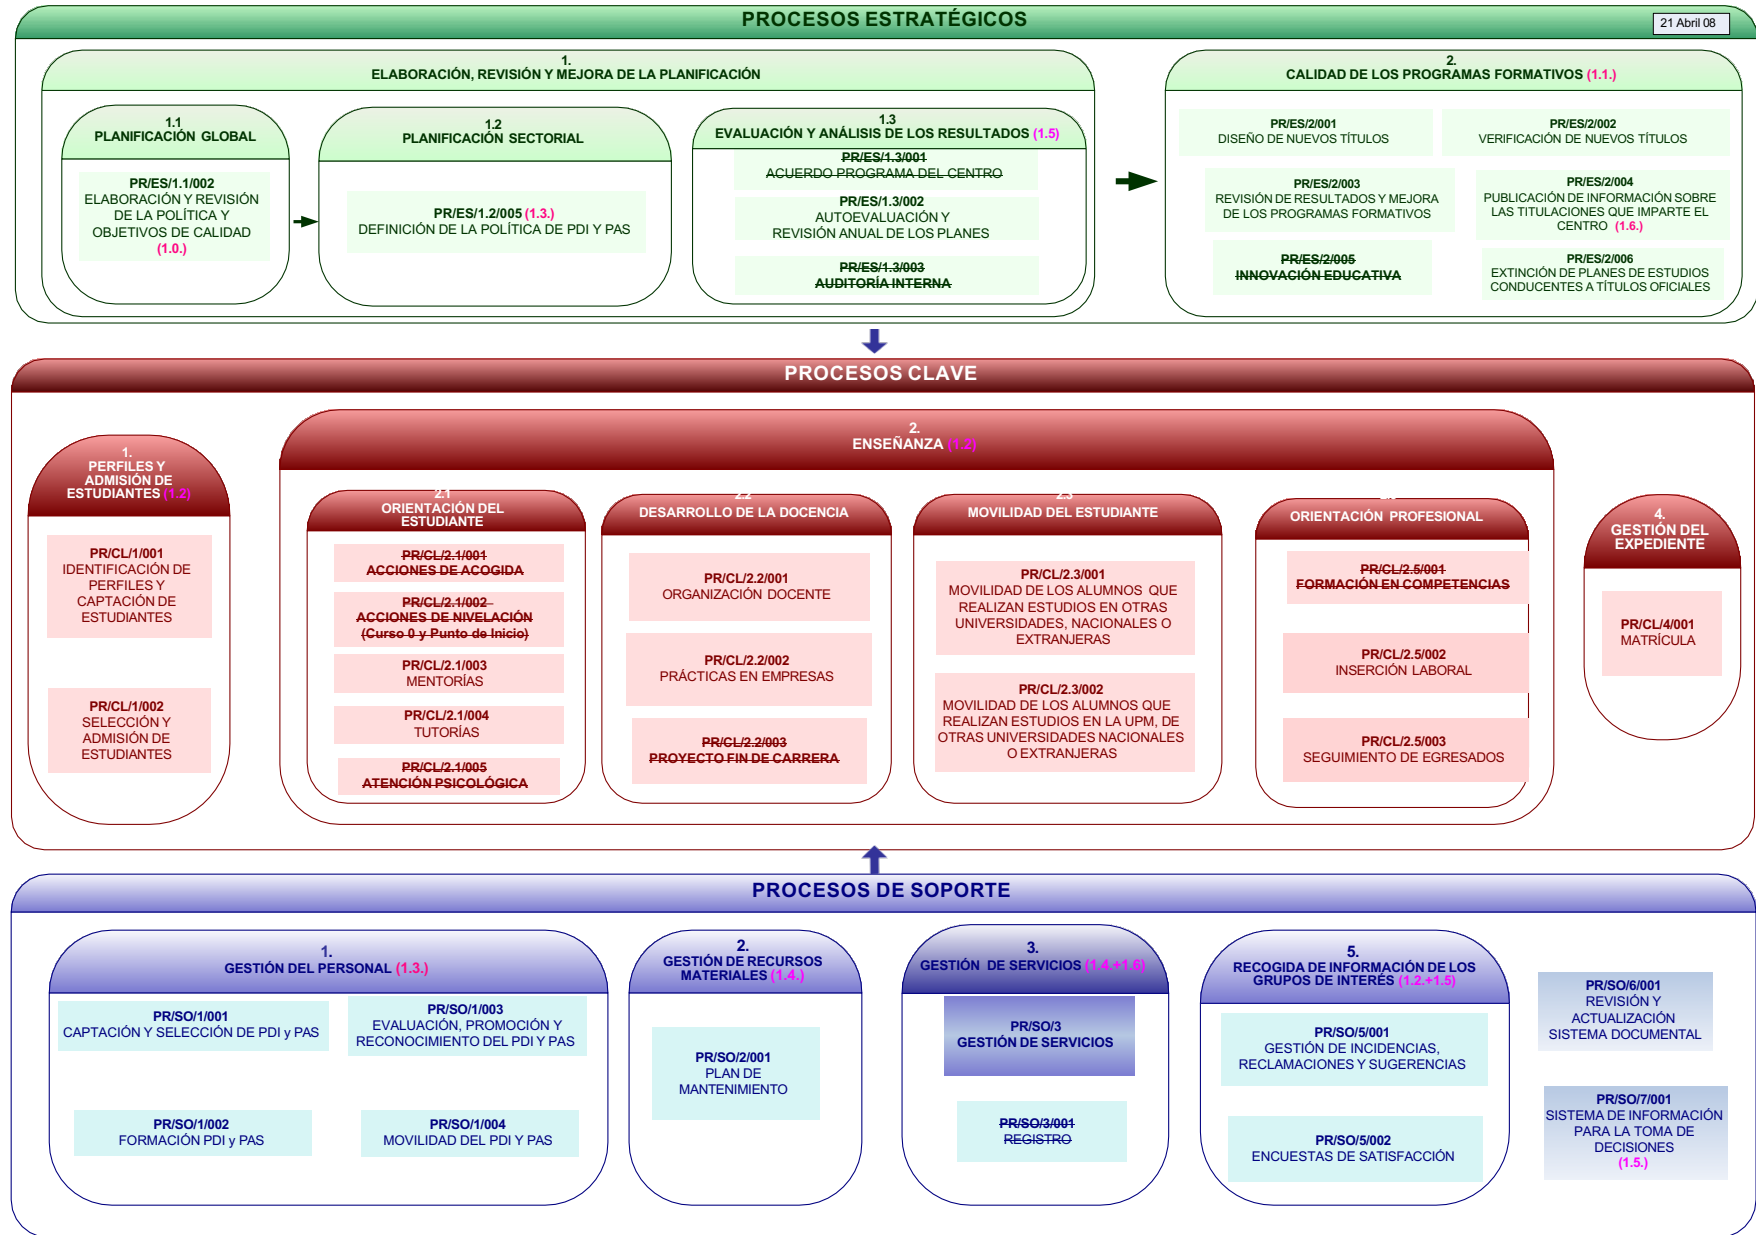 PROCESOS ESTRATÉGICOS
21 Abril 08
1.
ELABORACIÓN, REVISIÓN Y MEJORA DE LA PLANIFICACIÓN
1.1
PLANIFICACIÓN GLOBAL
PR/ES/1.1/002
ELABORACIÓN Y REVISIÓN
DE LA POLÍTICA Y
OBJETIVOS DE CALIDAD
(1.0.)
1.2
PLANIFICACIÓN SECTORIAL
PR/ES/1.2/005 (1.3.)
DEFINICIÓN DE LA POLÍTICA DE PDI Y PAS
1.3
EVALUACIÓN Y ANÁLISIS DE LOS RESULTADOS (1.5)
PR/ES/1.3/001
ACUERDO PROGRAMA DEL CENTRO
PR/ES/1.3/002
AUTOEVALUACIÓN Y
REVISIÓN ANUAL DE LOS PLANES
PR/ES/1.3/003
AUDITORÍA INTERNA
2.
CALIDAD DE LOS PROGRAMAS FORMATIVOS (1.1.)
PR/ES/2/001
DISEÑO DE NUEVOS TÍTULOS
PR/ES/2/002
VERIFICACIÓN DE NUEVOS TÍTULOS
PR/ES/2/003
REVISIÓN DE RESULTADOS Y MEJORA
DE LOS PROGRAMAS FORMATIVOS
PR/ES/2/004
PUBLICACIÓN DE INFORMACIÓN SOBRE
LAS TITULACIONES QUE IMPARTE EL
CENTRO (1.6.)
PR/ES/2/005
INNOVACIÓN EDUCATIVA
PR/ES/2/006
EXTINCIÓN DE PLANES DE ESTUDIOS
CONDUCENTES A TÍTULOS OFICIALES
PROCESOS CLAVE
1.
PERFILES Y
ADMISIÓN DE
ESTUDIANTES (1.2)
PR/CL/1/001
IDENTIFICACIÓN DE
PERFILES Y
CAPTACIÓN DE
ESTUDIANTES
PR/CL/1/002
SELECCIÓN Y
ADMISIÓN DE
ESTUDIANTES
2.
ENSEÑANZA (1.2)
2.1
ORIENTACIÓN DEL
ESTUDIANTE
PR/CL/2.1/001
ACCIONES DE ACOGIDA
PR/CL/2.1/002
ACCIONES DE NIVELACIÓN
(Curso 0 y Punto de Inicio)
PR/CL/2.1/003
MENTORÍAS
PR/CL/2.1/004
TUTORÍAS
PR/CL/2.1/005
ATENCIÓN PSICOLÓGICA
2.2
DESARROLLO DE LA DOCENCIA
PR/CL/2.2/001
ORGANIZACIÓN DOCENTE
PR/CL/2.2/002
PRÁCTICAS EN EMPRESAS
PR/CL/2.2/003
PROYECTO FIN DE CARRERA
2.3
MOVILIDAD DEL ESTUDIANTE
PR/CL/2.3/001
MOVILIDAD DE LOS ALUMNOS QUE
REALIZAN ESTUDIOS EN OTRAS
UNIVERSIDADES, NACIONALES O
EXTRANJERAS
PR/CL/2.3/002
MOVILIDAD DE LOS ALUMNOS QUE
REALIZAN ESTUDIOS EN LA UPM, DE
OTRAS UNIVERSIDADES NACIONALES
O EXTRANJERAS
ORIENTACIÓN PROFESIONAL
PR/CL/2.5/001
FORMACIÓN EN COMPETENCIAS
PR/CL/2.5/002
INSERCIÓN LABORAL
PR/CL/2.5/003
SEGUIMIENTO DE EGRESADOS
4.
GESTIÓN DEL
EXPEDIENTE
PR/CL/4/001
MATRÍCULA
PROCESOS DE SOPORTE
1.
GESTIÓN DEL PERSONAL (1.3.)
PR/SO/1/001
CAPTACIÓN Y SELECCIÓN DE PDI y PAS
PR/SO/1/003
EVALUACIÓN, PROMOCIÓN Y
RECONOCIMIENTO DEL PDI Y PAS
PR/SO/1/002
FORMACIÓN PDI y PAS
PR/SO/1/004
MOVILIDAD DEL PDI Y PAS
2.
GESTIÓN DE RECURSOS
MATERIALES (1.4.)
PR/SO/2/001
PLAN DE
MANTENIMIENTO
3.
GESTIÓN DE SERVICIOS (1.4.+1.6)
PR/SO/3
GESTIÓN DE SERVICIOS
PR/SO/3/001
REGISTRO
5.
RECOGIDA DE INFORMACIÓN DE LOS
GRUPOS DE INTERÉS (1.2.+1.5)
PR/SO/5/001
GESTIÓN DE INCIDENCIAS,
RECLAMACIONES Y SUGERENCIAS
PR/SO/5/002
ENCUESTAS DE SATISFACCIÓN
PR/SO/6/001
REVISIÓN Y
ACTUALIZACIÓN
SISTEMA DOCUMENTAL
PR/SO/7/001
SISTEMA DE INFORMACIÓN
PARA LA TOMA DE
DECISIONES
(1.5.)